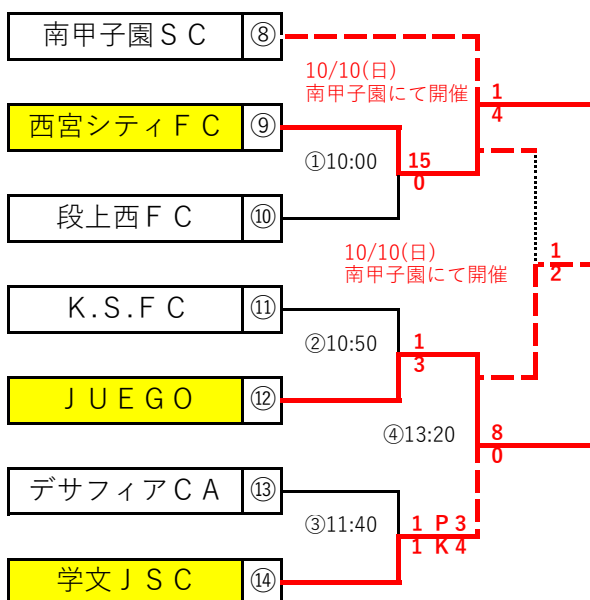 南甲子園ＳＣ ⑧
10/10(日)
南甲子園にて開催
1
4
西宮シティＦＣ ⑨
①10:00
15
0
段上西ＦＣ ⑩
10/10(日)
南甲子園にて開催
1
2
Ｋ.Ｓ.ＦＣ ⑪
②10:50
1
3
ＪＵＥＧＯ ⑫
④13:20
8
0
デサフィアＣＡ ⑬
③11:40
1 P 3
1 K 4
学文ＪＳＣ ⑭